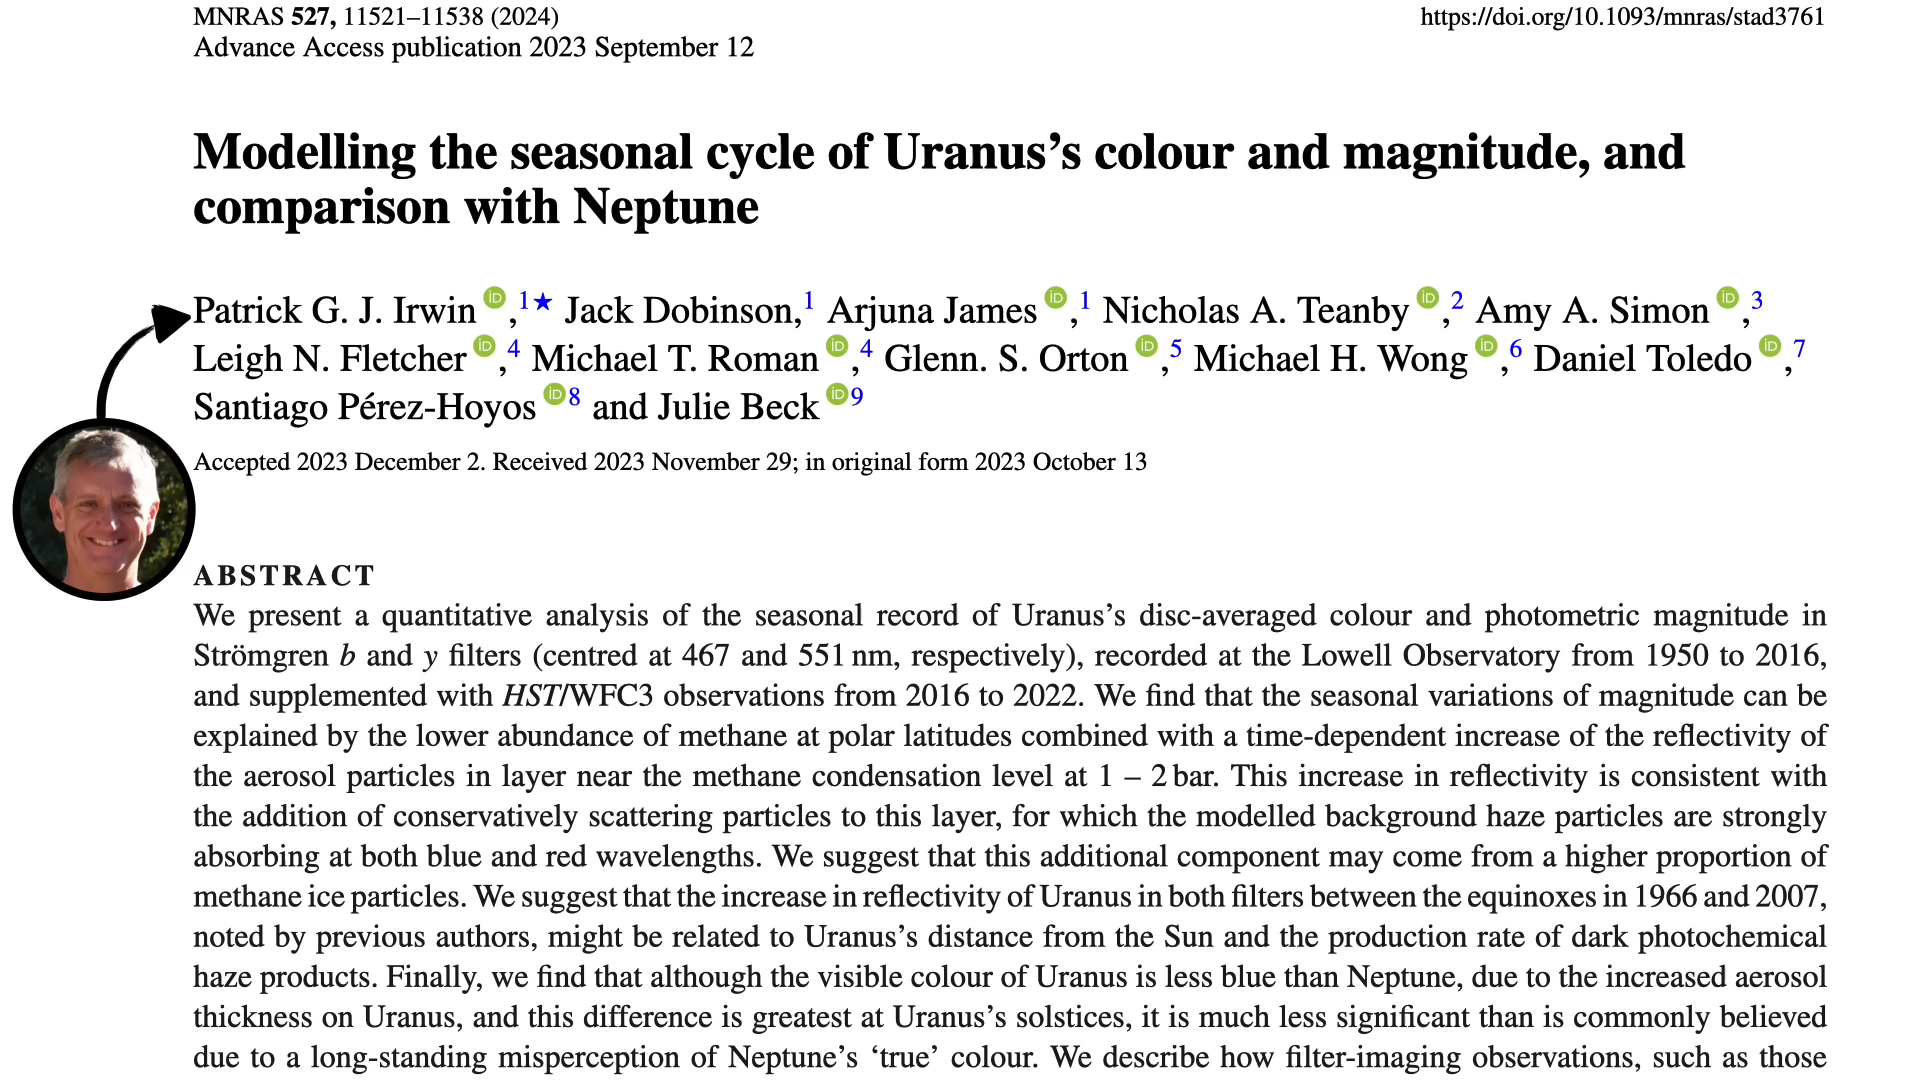 MNRAS 527, 11521–11538 (2024)
https://doi.org/10.1093/mnras/stad3761
Advance Access publication 2023 September 12
Modelling the seasonal cycle of Uranus’s colour and magnitude, and
comparison with Neptune
Patrick G. J. Irwin iD,1★ Jack Dobinson,1 Arjuna James iD,1 Nicholas A. Teanby iD,2 Amy A. Simon iD,3
Leigh N. Fletcher iD,4 Michael T. Roman iD,4 Glenn. S. Orton iD,5 Michael H. Wong iD,6 Daniel Toledo iD,7
Santiago Pérez-Hoyos iD8 and Julie Beck iD9
Accepted 2023 December 2. Received 2023 November 29; in original form 2023 October 13
ABSTRACT
We present a quantitative analysis of the seasonal record of Uranus’s disc-averaged colour and photometric magnitude in
Strömgren b and y filters (centred at 467 and 551 nm, respectively), recorded at the Lowell Observatory from 1950 to 2016,
and supplemented with HST/WFC3 observations from 2016 to 2022. We find that the seasonal variations of magnitude can be
explained by the lower abundance of methane at polar latitudes combined with a time-dependent increase of the reflectivity of
the aerosol particles in layer near the methane condensation level at 1 – 2 bar. This increase in reflectivity is consistent with
the addition of conservatively scattering particles to this layer, for which the modelled background haze particles are strongly
absorbing at both blue and red wavelengths. We suggest that this additional component may come from a higher proportion of
methane ice particles. We suggest that the increase in reflectivity of Uranus in both filters between the equinoxes in 1966 and 2007,
noted by previous authors, might be related to Uranus’s distance from the Sun and the production rate of dark photochemical
haze products. Finally, we find that although the visible colour of Uranus is less blue than Neptune, due to the increased aerosol
thickness on Uranus, and this difference is greatest at Uranus’s solstices, it is much less significant than is commonly believed
due to a long-standing misperception of Neptune’s ‘true’ colour. We describe how filter-imaging observations, such as those